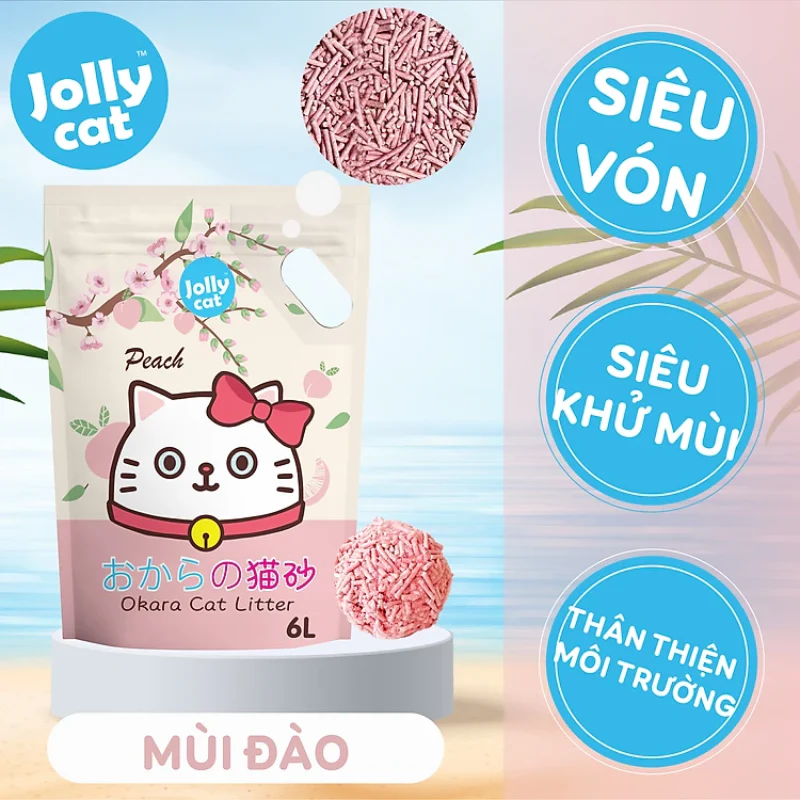 Jolly
cat
™
SIÊU
VÓN
Jolly
cat
Peach
SIÊU
KHỬ MÙI
おからの猫砂
Okara Cat Litter
6L
THÂN THIỆN
MÔI TRƯỜNG
MÙI ĐÀO